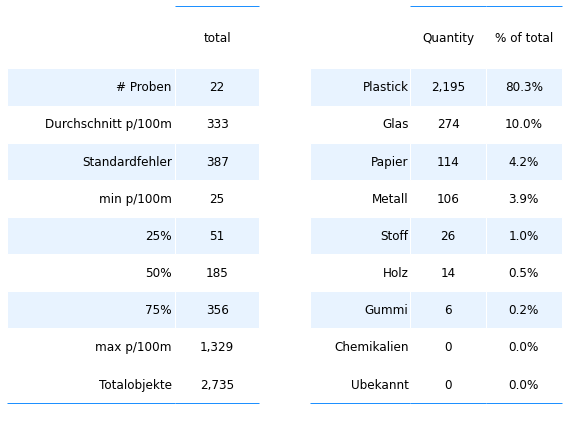 total
# Proben 22
Durchschnitt p/100m 333
Standardfehler 387
min p/100m 25
25% 51
50% 185
75% 356
max p/100m 1,329
Totalobjekte 2,735
Quantity % of total
Plastick 2,195 80.3%
Glas 274 10.0%
Papier 114 4.2%
Metall 106 3.9%
Stoff 26 1.0%
Holz 14 0.5%
Gummi 6 0.2%
Chemikalien 0 0.0%
Ubekannt 0 0.0%